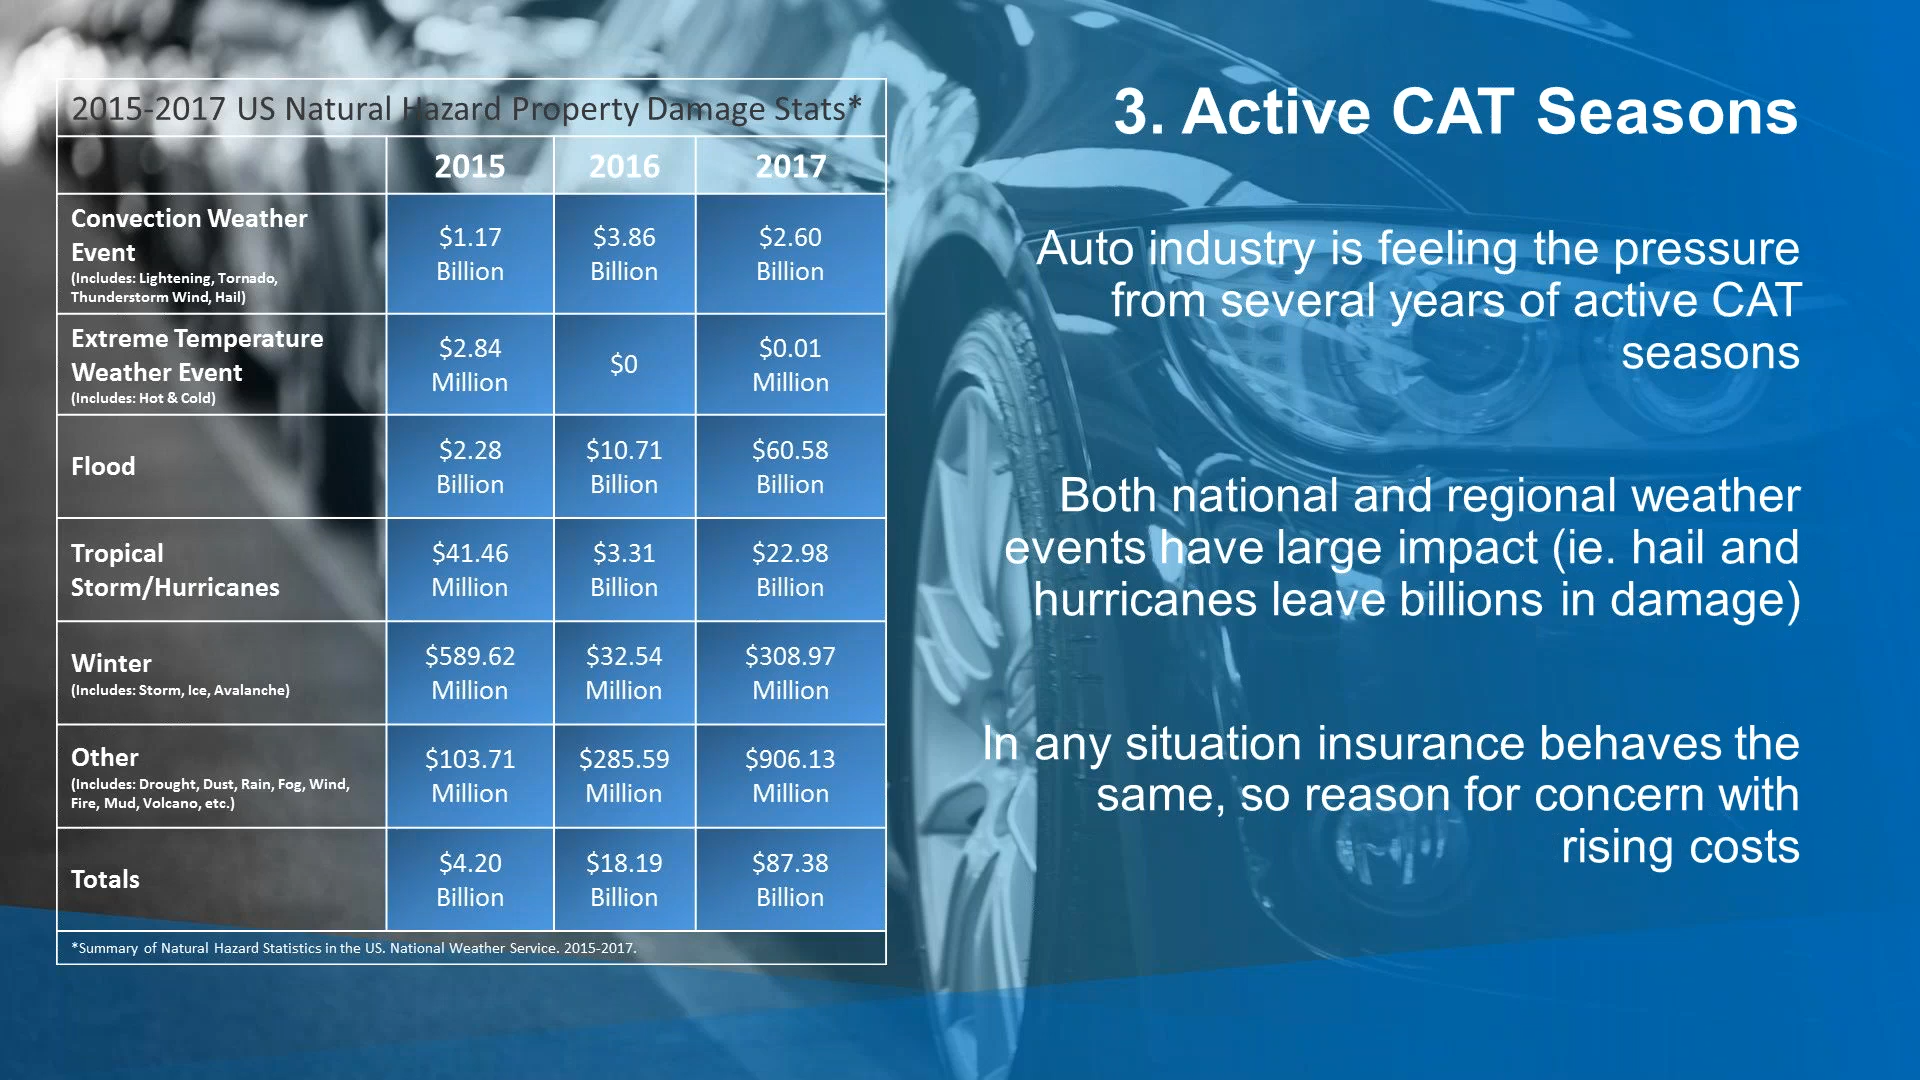 2015-2017 US Natural Hazard Property Damage Stats*
2015 2016 2017
Convection Weather
Event
(Includes: Lightening, Tornado,
Thunderstorm Wind, Hail)
$1.17
Billion
$3.86
Billion
$2.60
Billion
Extreme Temperature
Weather Event
(Includes: Hot & Cold)
$2.84
Million
$0
$0.01
Million
Flood
$2.28
Billion
$10.71
Billion
$60.58
Billion
Tropical
Storm/Hurricanes
$41.46
Million
$3.31
Billion
$22.98
Billion
Winter
(Includes: Storm, Ice, Avalanche)
$589.62
Million
$32.54
Million
$308.97
Million
Other
(Includes: Drought, Dust, Rain, Fog, Wind,
Fire, Mud, Volcano, etc.)
$103.71
Million
$285.59
Million
$906.13
Million
Totals
$4.20
Billion
$18.19
Billion
$87.38
Billion
*Summary of Natural Hazard Statistics in the US. National Weather Service. 2015-2017.
3. Active CAT Seasons
Auto industry is feeling the pressure
from several years of active CAT
seasons
Both national and regional weather
events have large impact (ie. hail and
hurricanes leave billions in damage)
In any situation insurance behaves the
same, so reason for concern with
rising costs